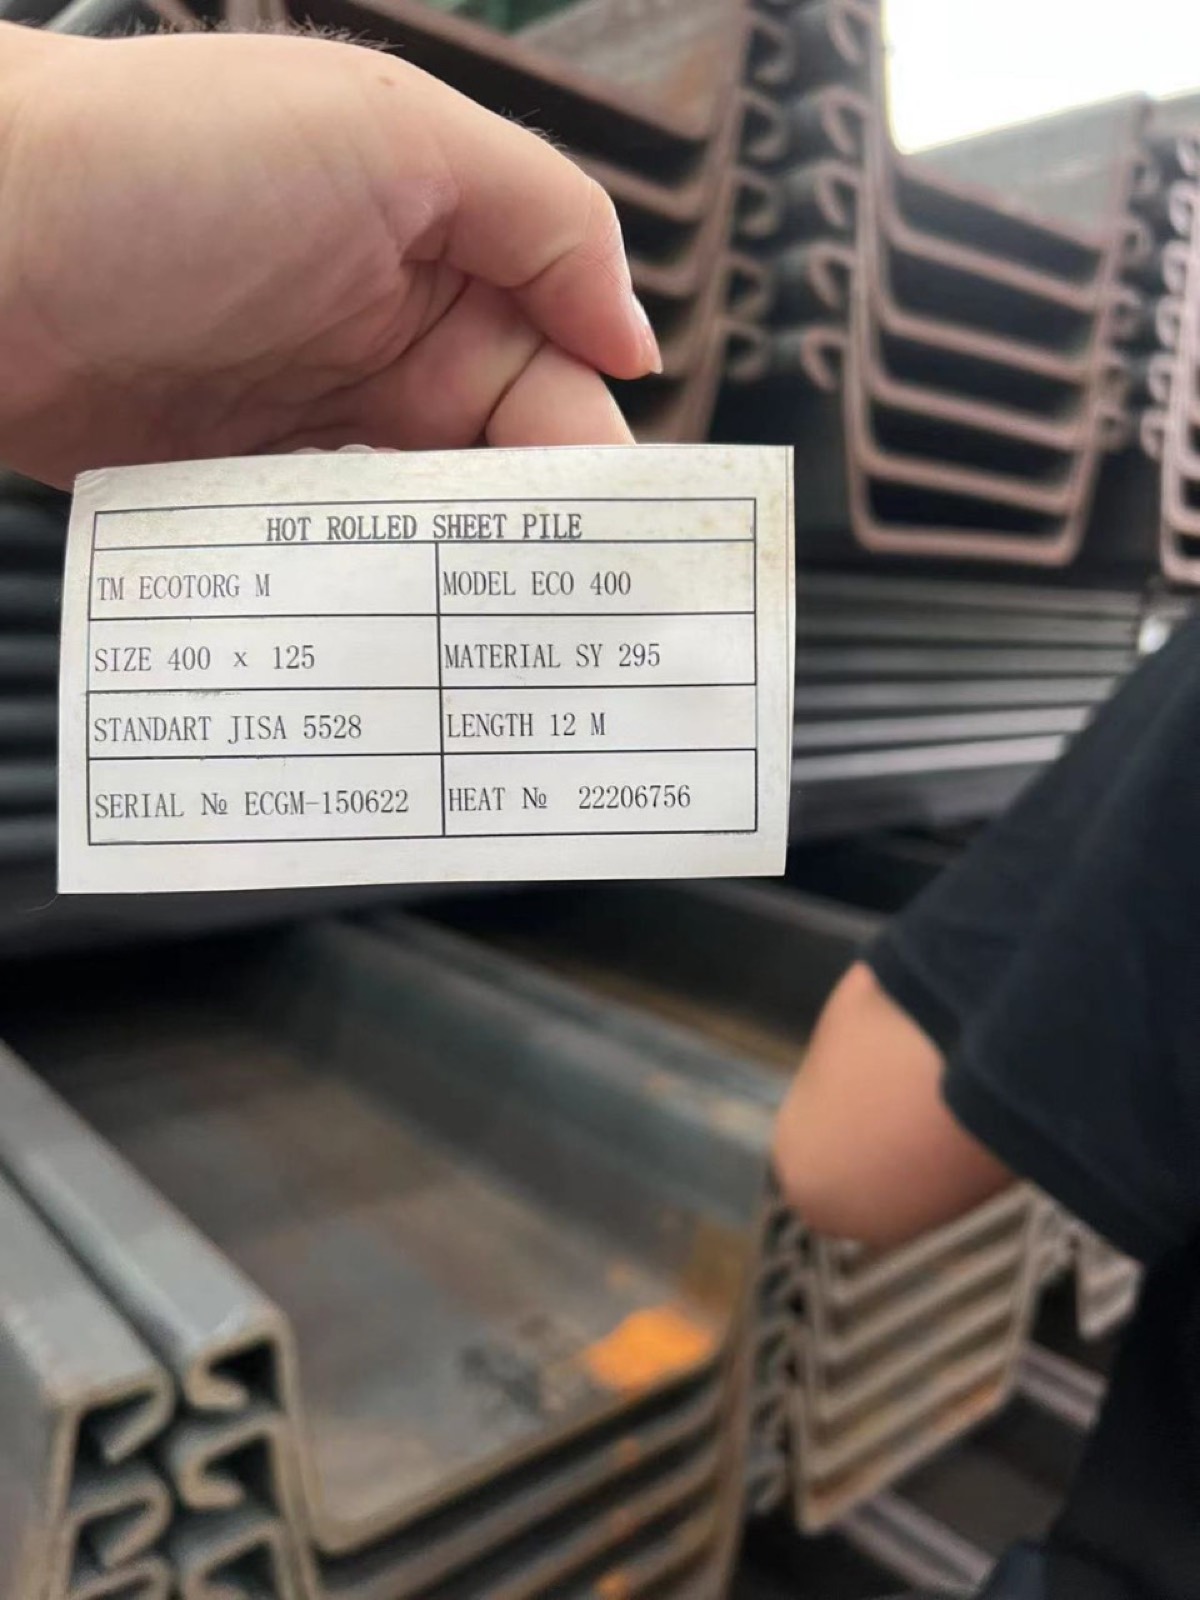 HOT ROLLED SHEET PILE
TM ECOTORG M
MODEL ECO 400
SIZE 400 x 125
MATERIAL SY 295
STANDART JISA 5528
LENGTH 12 M
SERIAL № ECGM-150622
HEAT № 22206756